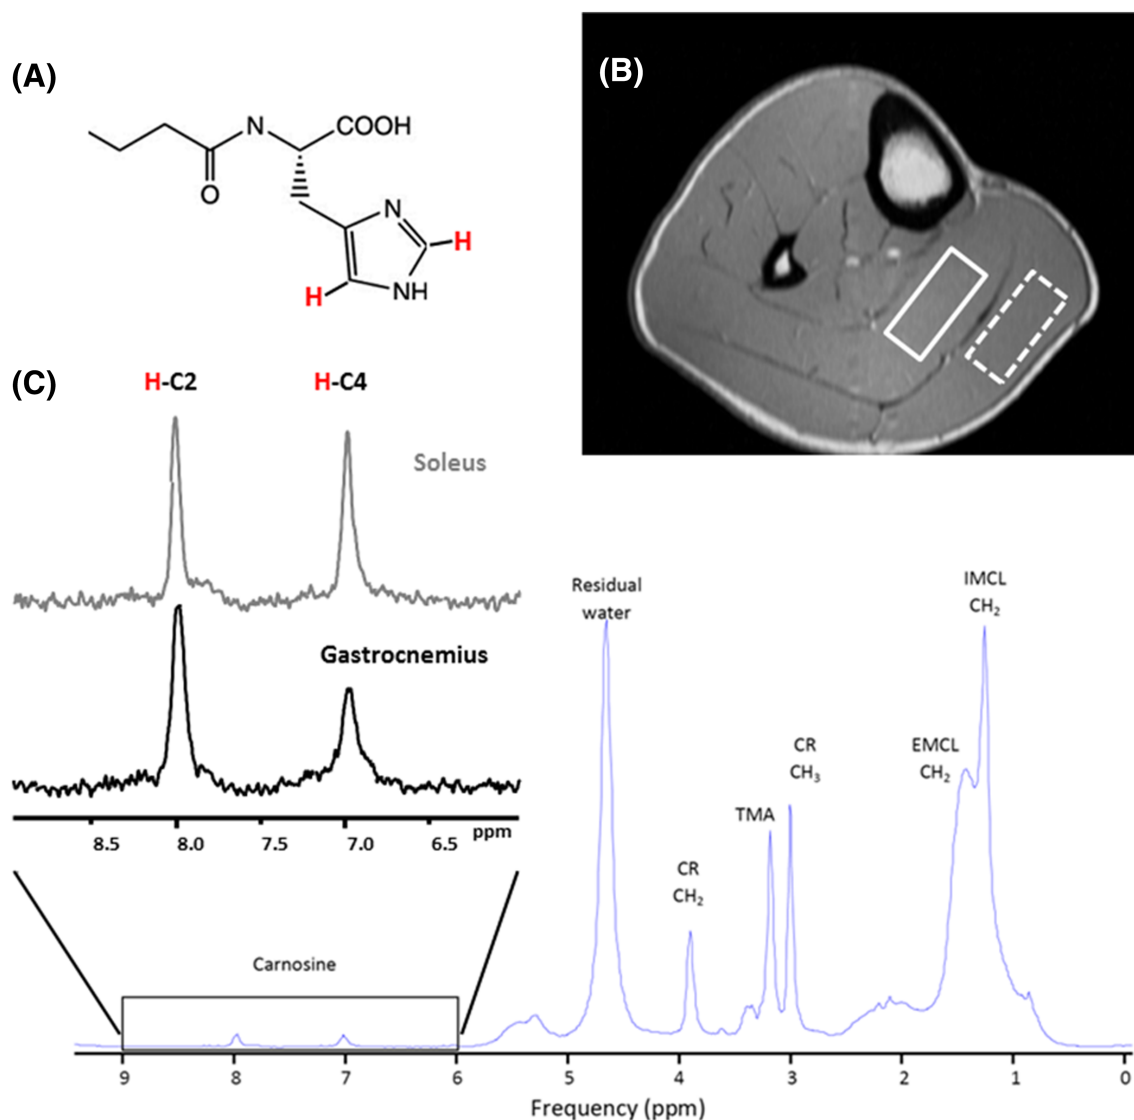 (A)
N
COOH
O
N
H
H
NH
(B)
(C)
H-C2
H-C4
Soleus
Gastrocnemius
8.5 8.0 7.5 7.0 6.5 ppm
Carnosine
Residual
water
CR
CH₂
TMA
CR
CH₃
EMCL
CH₂
IMCL
CH₂
9 8 7 6 5 4 3 2 1 0
Frequency (ppm)